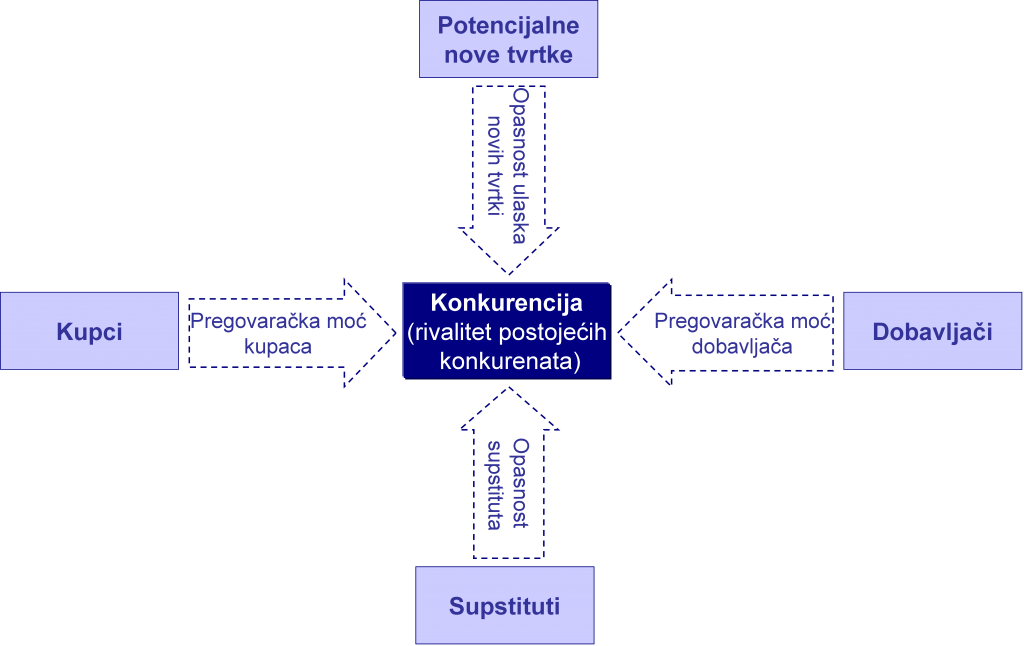 Potencijalne
nove tvrtke
Opasnost ulaska
novih tvrtki
Kupci
Pregovaračka moć
kupaca
Konkurencija
(rivalitet postojećih
konkurenata)
Pregovaračka moć
dobavljača
Dobavljači
Opasnost
supstituta
Supstituti